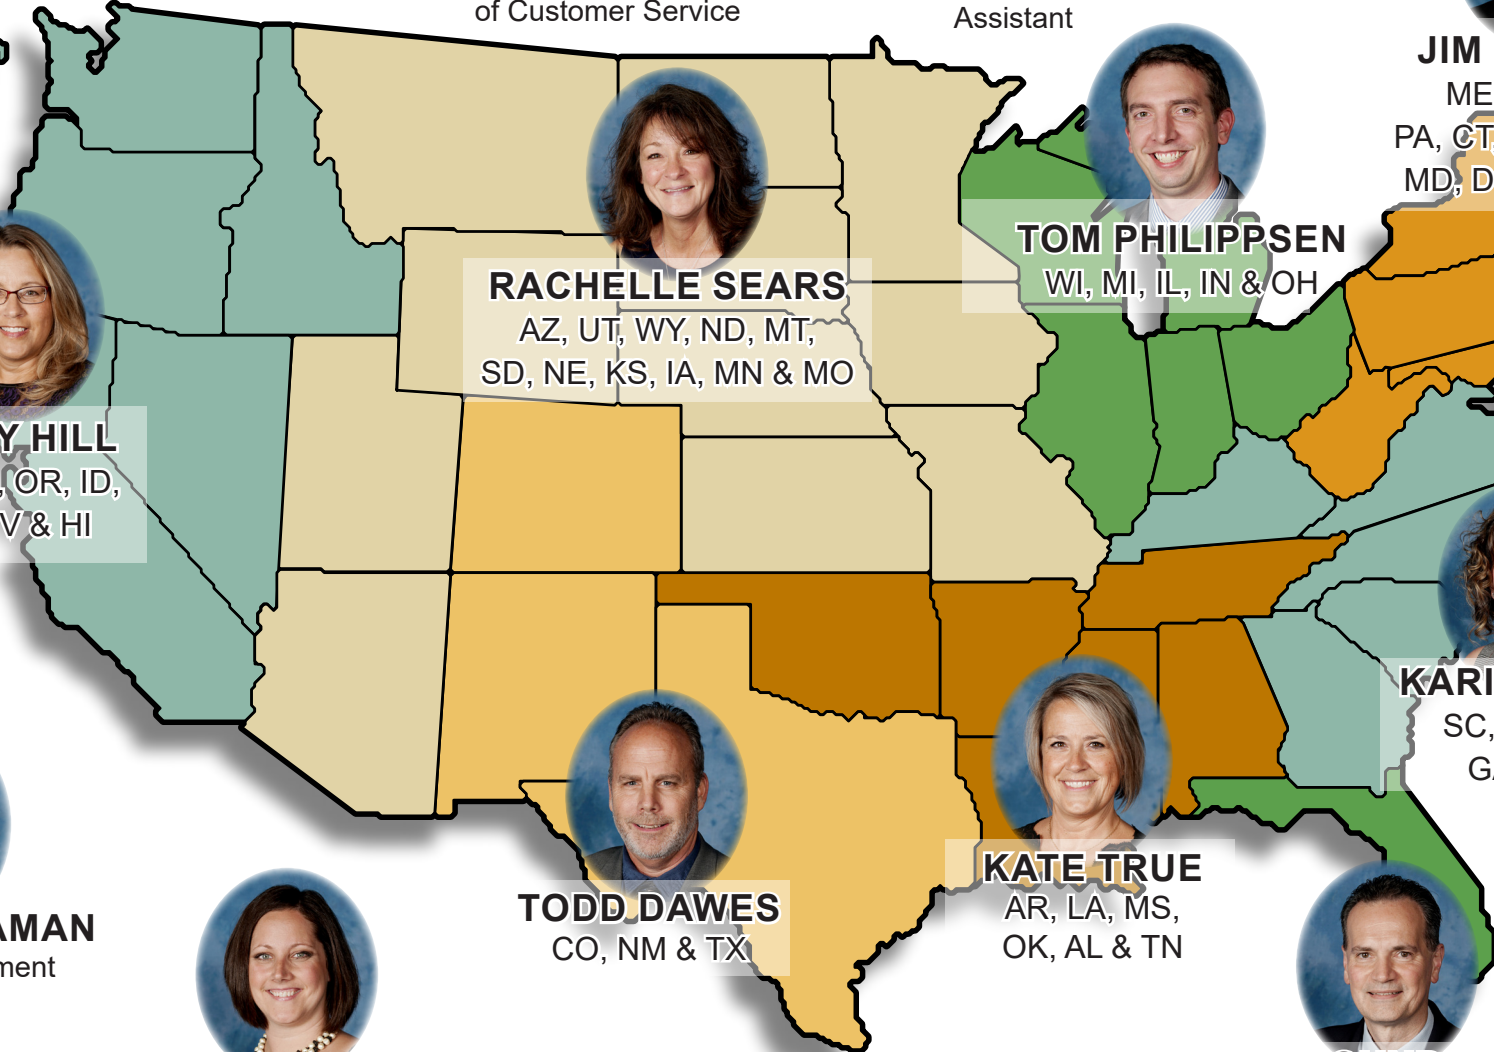 of Customer Service
Assistant
JIM
ME
PA, CT,
MD, D
TOM PHILIPPSEN
WI, MI, IL, IN & OH
RACHELLE SEARS
AZ, UT, WY, ND, MT,
SD, NE, KS, IA, MN & MO
Y HILL
, OR, ID,
V & HI
KARI
SC,
GA
TODD DAWES
CO, NM & TX
KATE TRUE
AR, LA, MS,
OK, AL & TN
AMAN
ment